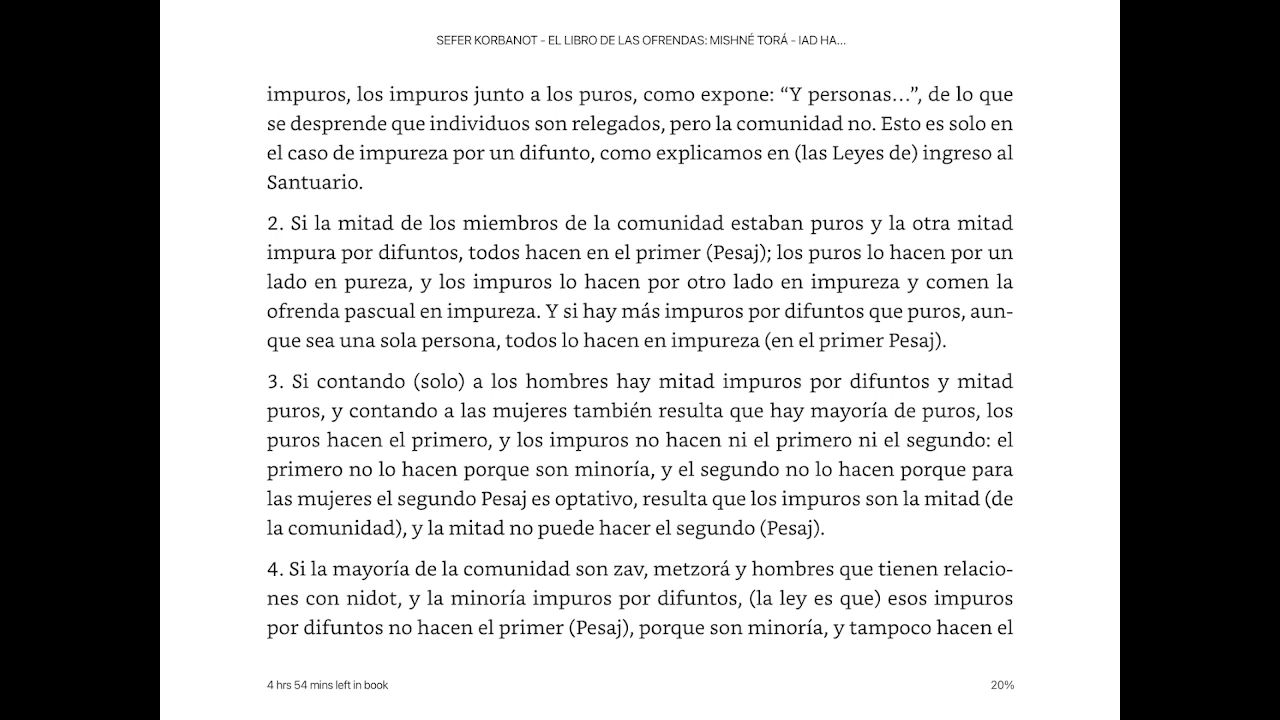 SEFER KORBANOT - EL LIBRO DE LAS OFRENDAS: MISHNÉ TORÁ - IAD HA...
impuros, los impuros junto a los puros, como expone: “Y personas…”, de lo que
se desprende que individuos son relegados, pero la comunidad no. Esto es solo en
el caso de impureza por un difunto, como explicamos en (las Leyes de) ingreso al
Santuario.
2. Si la mitad de los miembros de la comunidad estaban puros y la otra mitad
impura por difuntos, todos hacen en el primer (Pesaj); los puros lo hacen por un
lado en pureza, y los impuros lo hacen por otro lado en impureza y comen la
ofrenda pascual en impureza. Y si hay más impuros por difuntos que puros, aun-
que sea una sola persona, todos lo hacen en impureza (en el primer Pesaj).
3. Si contando (solo) a los hombres hay mitad impuros por difuntos y mitad
puros, y contando a las mujeres también resulta que hay mayoría de puros, los
puros hacen el primero, y los impuros no hacen ni el primero ni el segundo: el
primero no lo hacen porque son minoría, y el segundo no lo hacen porque para
las mujeres el segundo Pesaj es optativo, resulta que los impuros son la mitad (de
la comunidad), y la mitad no puede hacer el segundo (Pesaj).
4. Si la mayoría de la comunidad son zav, metzorá y hombres que tienen relacio-
nes con nidot, y la minoría impuros por difuntos, (la ley es que) esos impuros
por difuntos no hacen el primer (Pesaj), porque son minoría, y tampoco hacen el
4 hrs 54 mins left in book
20%